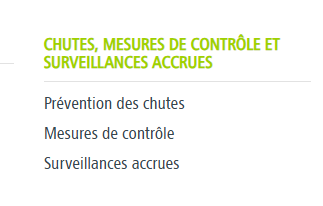 CHUTES, MESURES DE CONTRÔLE ET
SURVEILLANCES ACCRUES
Prévention des chutes
Mesures de contrôle
Surveillances accrues